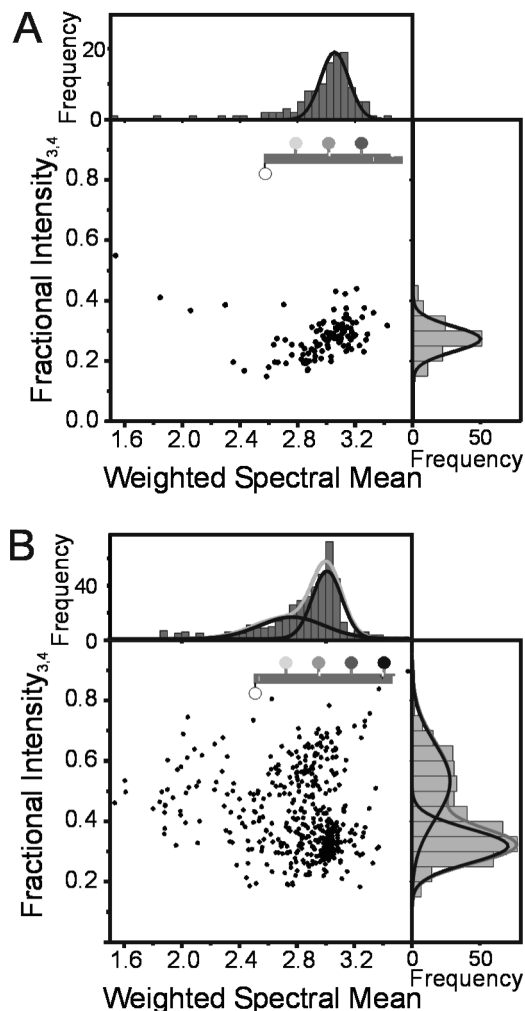 A
Frequency
20
0
Fractional Intensity3,4
0.8
0.6
0.4
0.2
0.0
1.6 2.0 2.4 2.8 3.2
0 50
Frequency
Weighted Spectral Mean
B
Frequency
40
0
Fractional Intensity3,4
0.8
0.6
0.4
0.2
1.6 2.0 2.4 2.8 3.2
0 50
Frequency
Weighted Spectral Mean